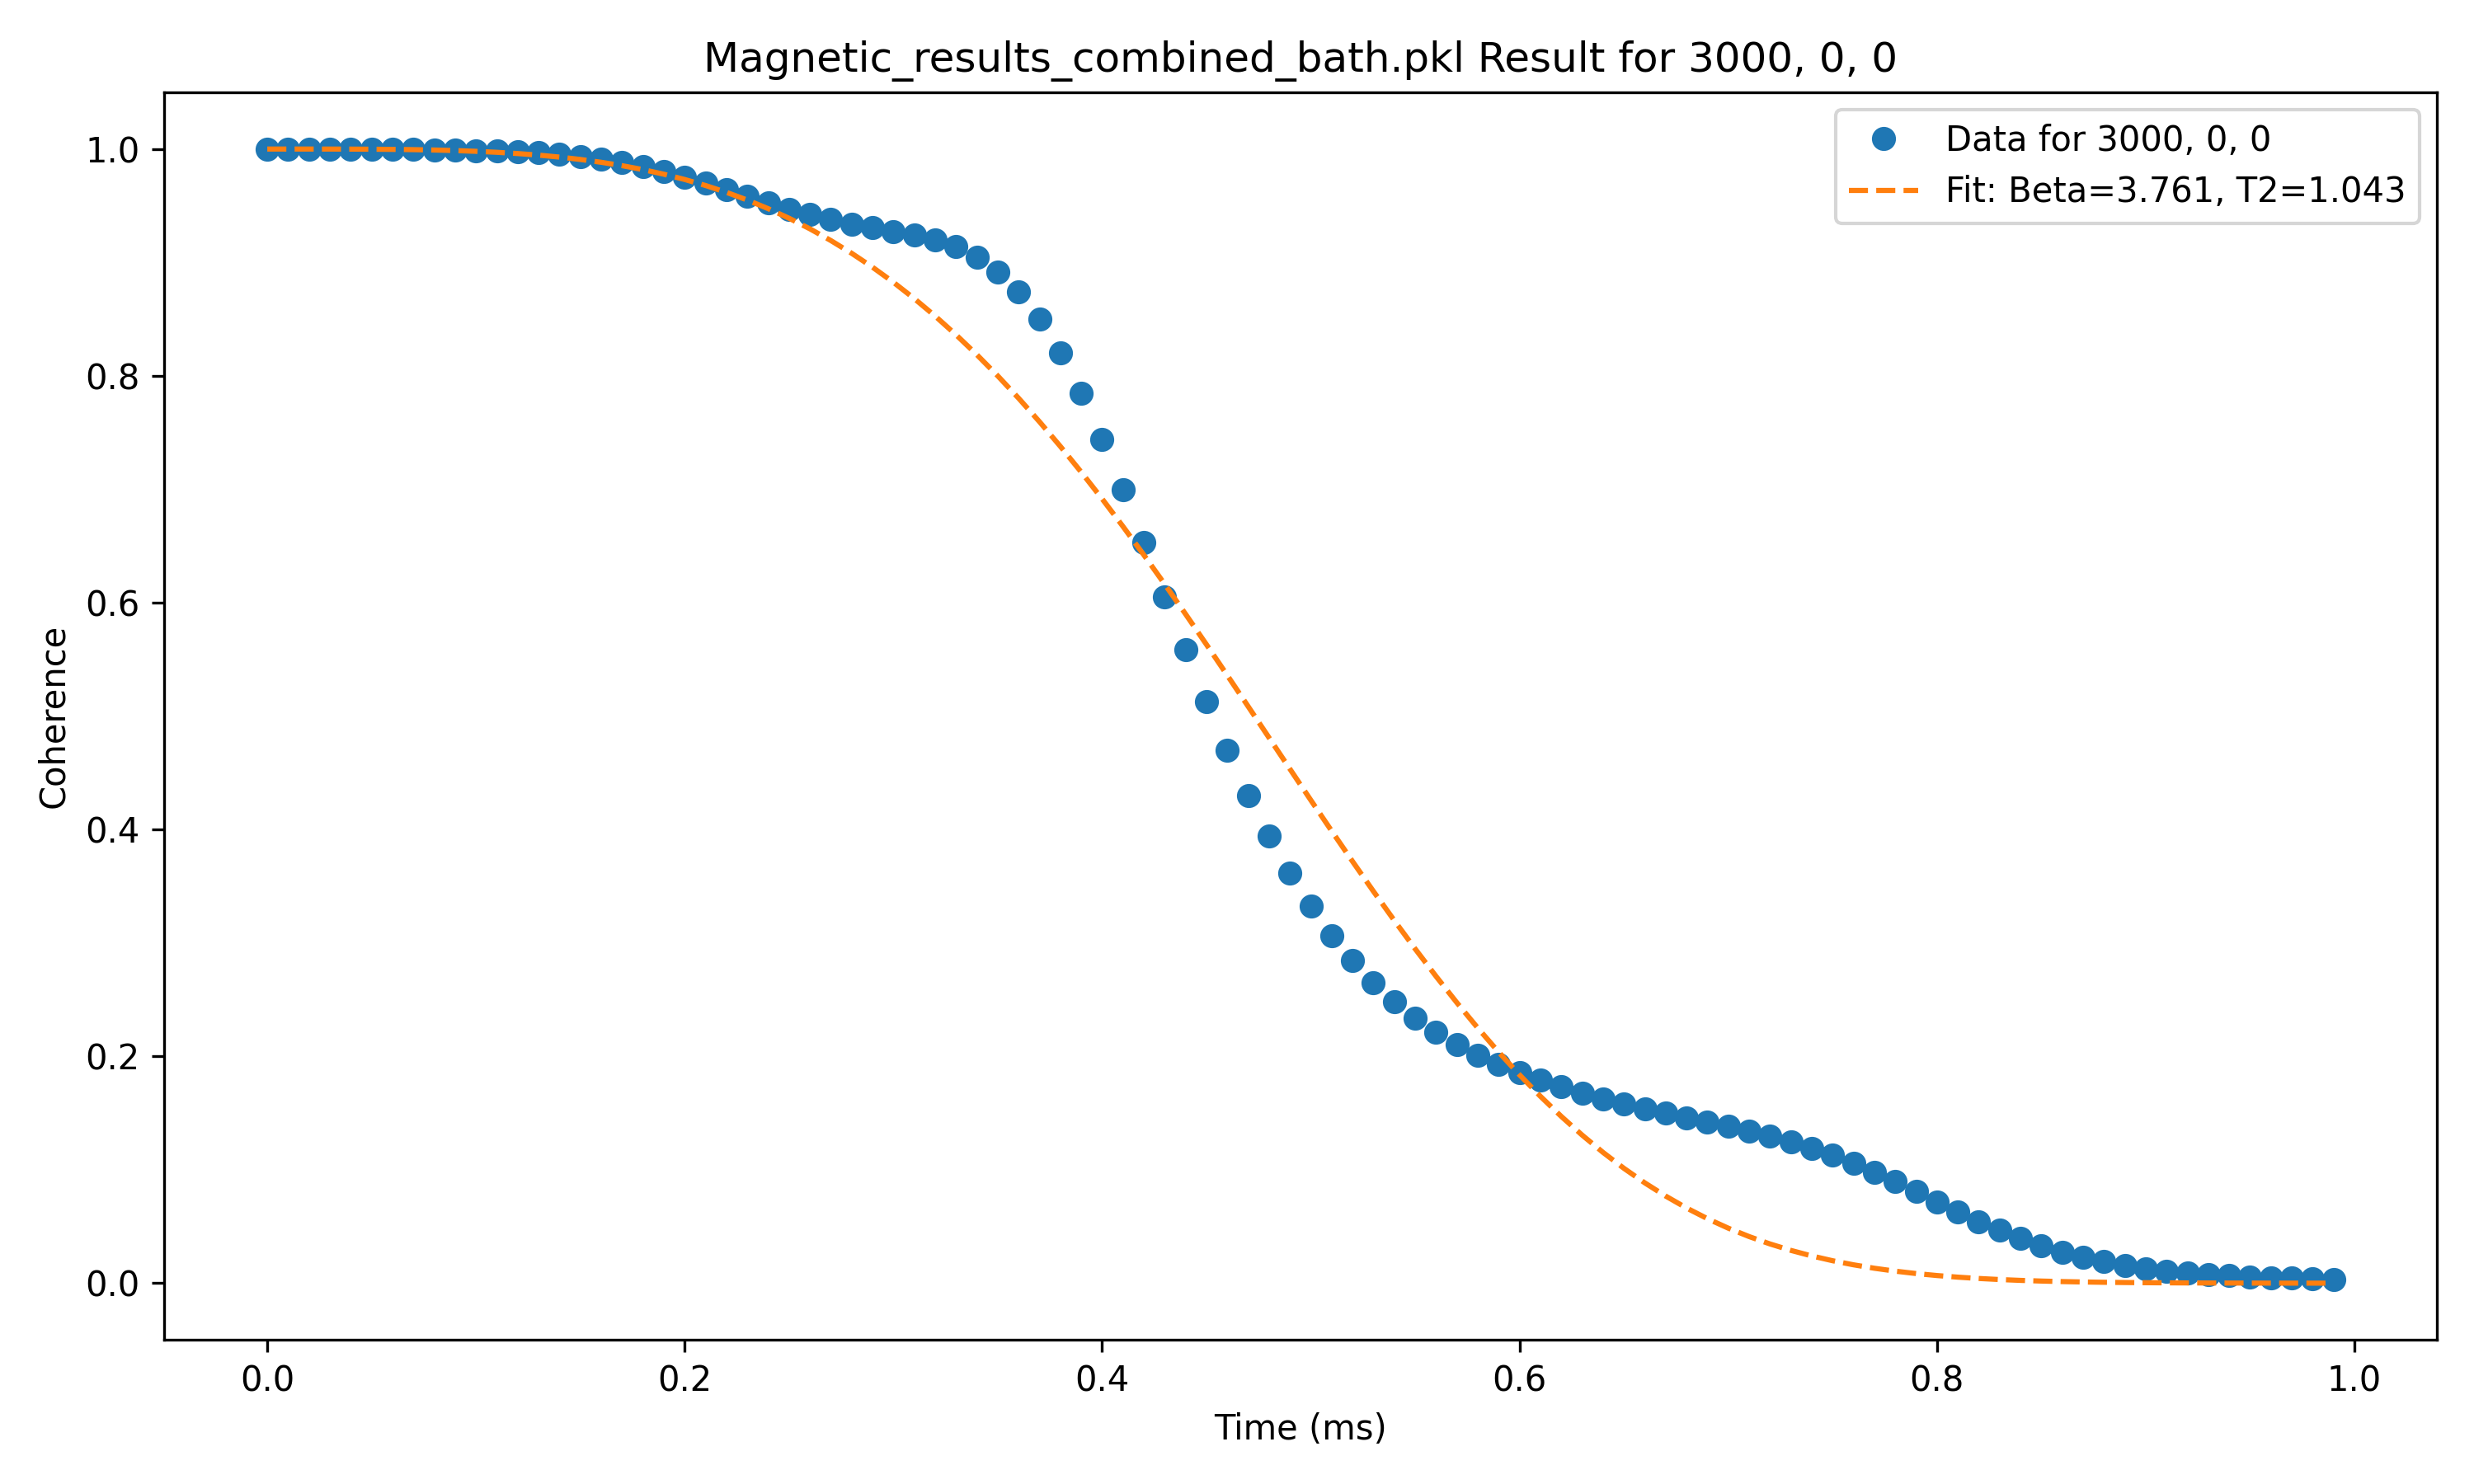 Magnetic_results_combined_bath.pkl Result for 3000, 0, 0
Data for 3000, 0, 0
Fit: Beta=3.761, T2=1.043
1.0
0.8
0.6
0.4
0.2
0.0
Coherence
0.0 0.2 0.4 0.6 0.8 1.0
Time (ms)